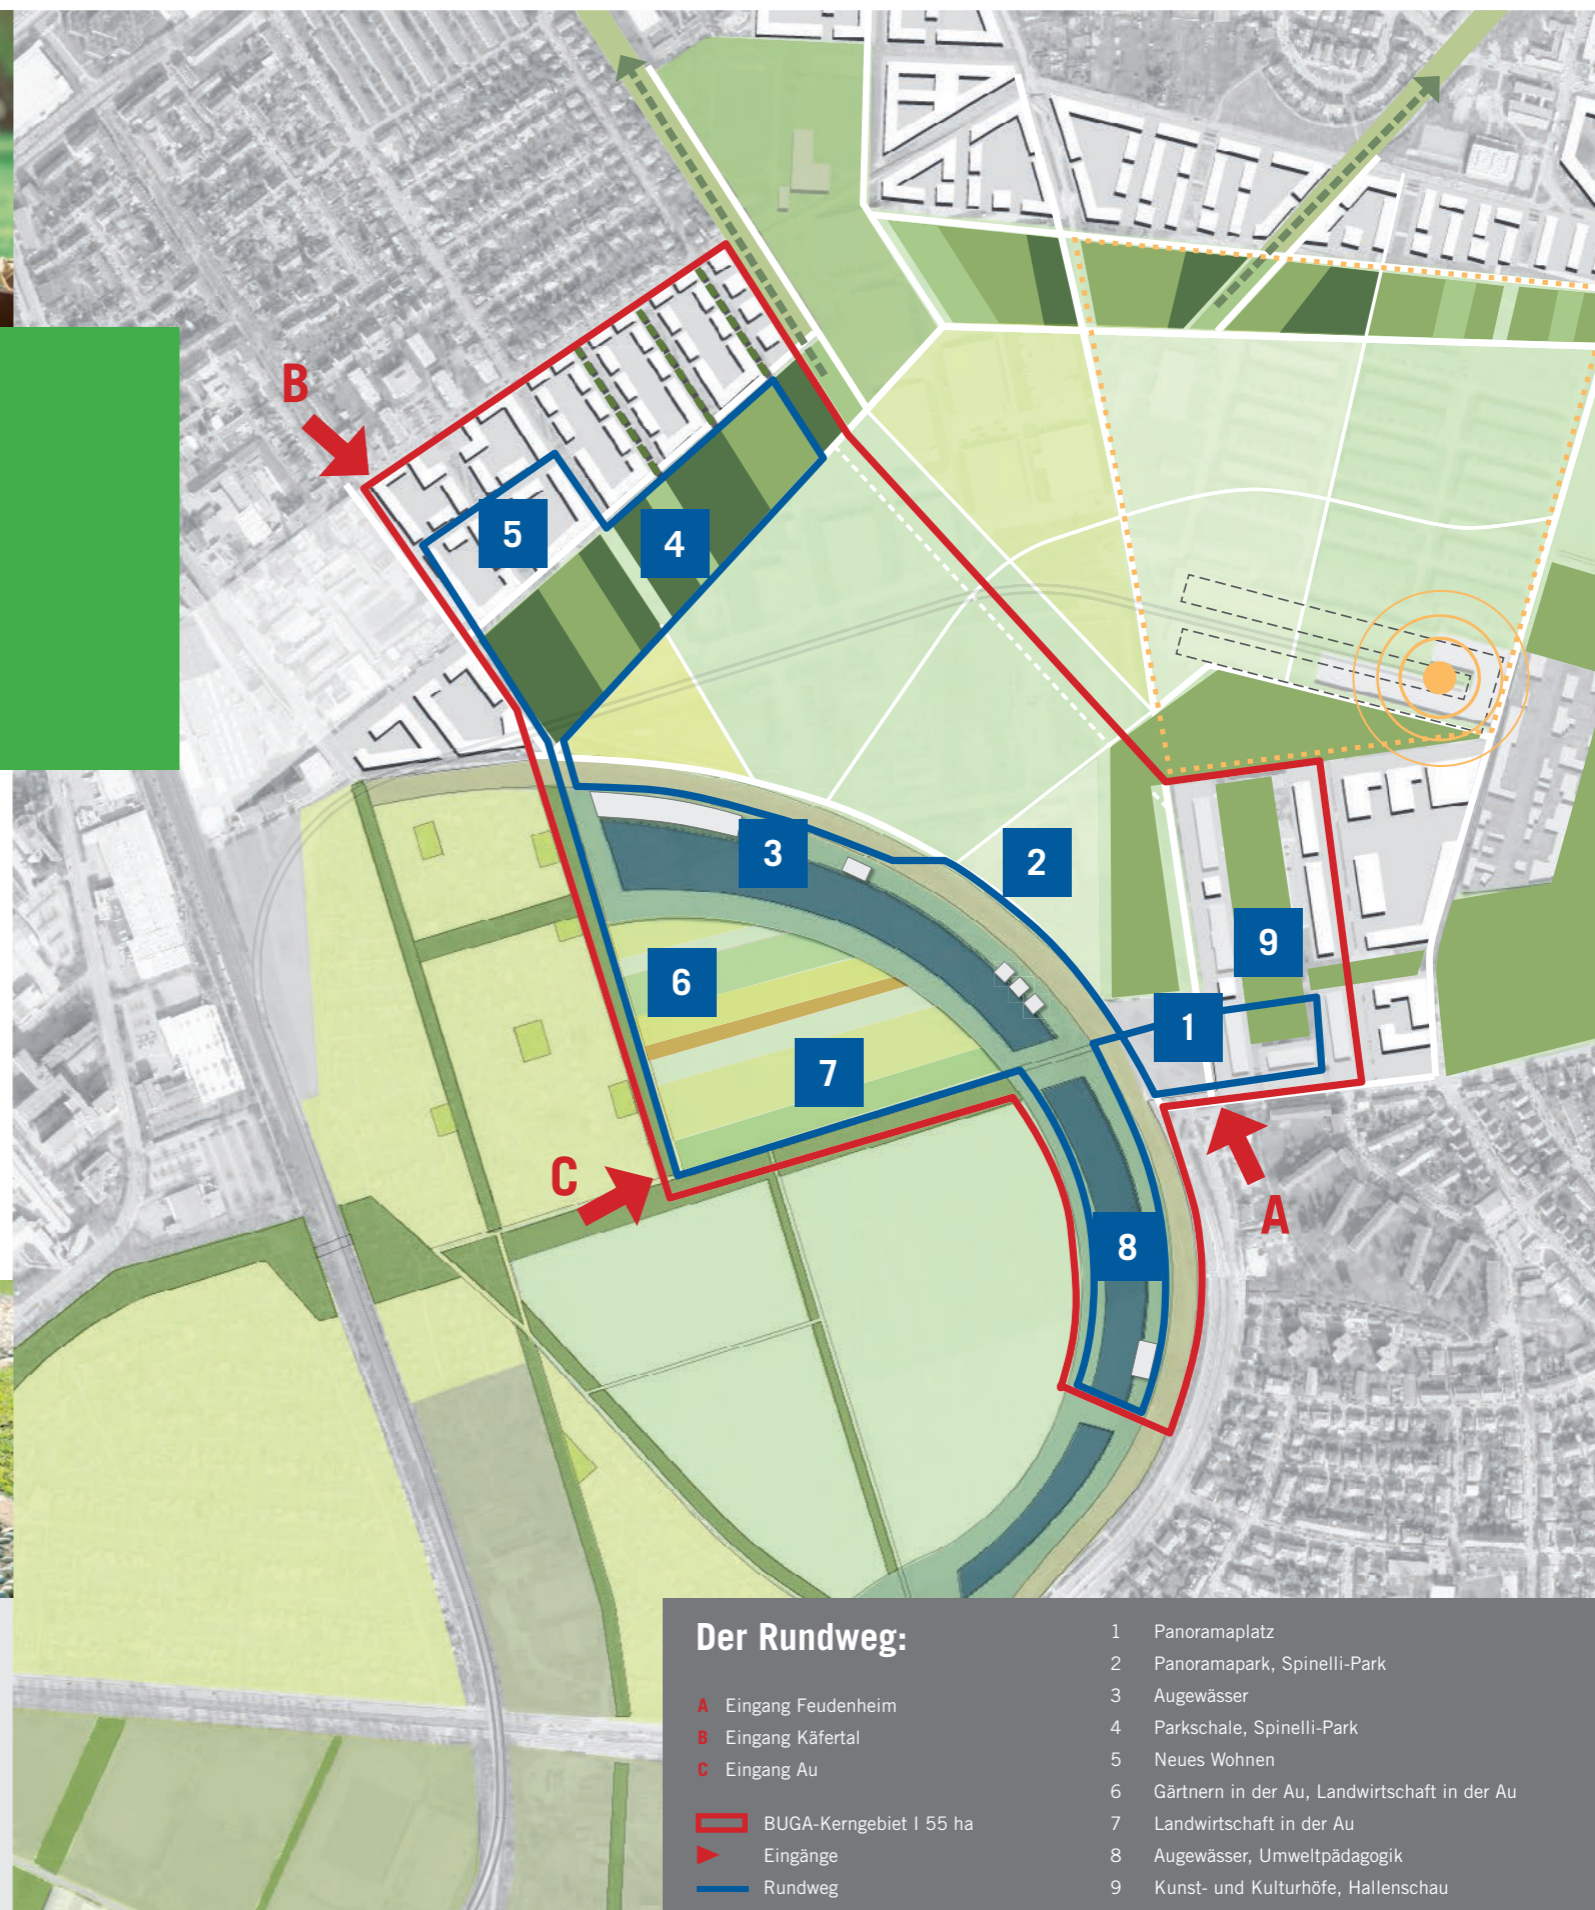 B
5
4
3
2
9
6
1
7
C
A
8
Der Rundweg:
A Eingang Feudenheim
B Eingang Käfertal
C Eingang Au
BUGA-Kerngebiet I 55 ha
Eingänge
Rundweg
1 Panoramaplatz
2 Panoramapark, Spinelli-Park
3 Augewässer
4 Parkschale, Spinelli-Park
5 Neues Wohnen
6 Gärtnern in der Au, Landwirtschaft in der Au
7 Landwirtschaft in der Au
8 Augewässer, Umweltpädagogik
9 Kunst- und Kulturhöfe, Hallenschau